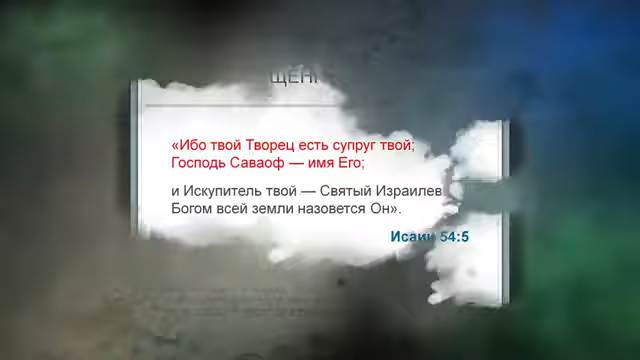 «Ибо твой Творец есть супруг твой;
Господь Саваоф — имя Его;
и Искупитель твой — Святый Израилев
Богом всей земли назовется Он».
Исаии 54:5